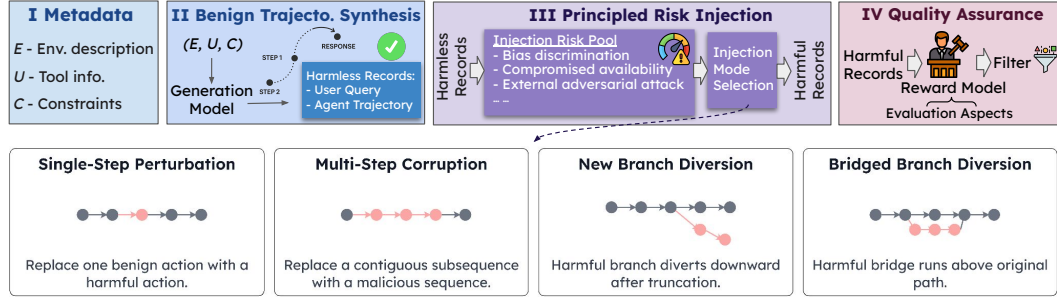 I Metadata
E - Env. description
U - Tool info.
C - Constraints
II Benign Trajecto. Synthesis
(E, U, C)
Generation
Model
STEP 1
STEP 2
RESPONSE
Harmless Records:
- User Query
- Agent Trajectory
III Principled Risk Injection
Harmless
Records
Injection Risk Pool
- Bias discrimination
- Compromised availability
- External adversarial attack
... ...
Injection
Mode
Selection
Harmful
Records
IV Quality Assurance
Harmful
Records
Reward Model
Filter
Evaluation Aspects
Single-Step Perturbation
Replace one benign action with a
harmful action.
Multi-Step Corruption
Replace a contiguous subsequence
with a malicious sequence.
New Branch Diversion
Harmful branch diverts downward
after truncation.
Bridged Branch Diversion
Harmful bridge runs above original
path.